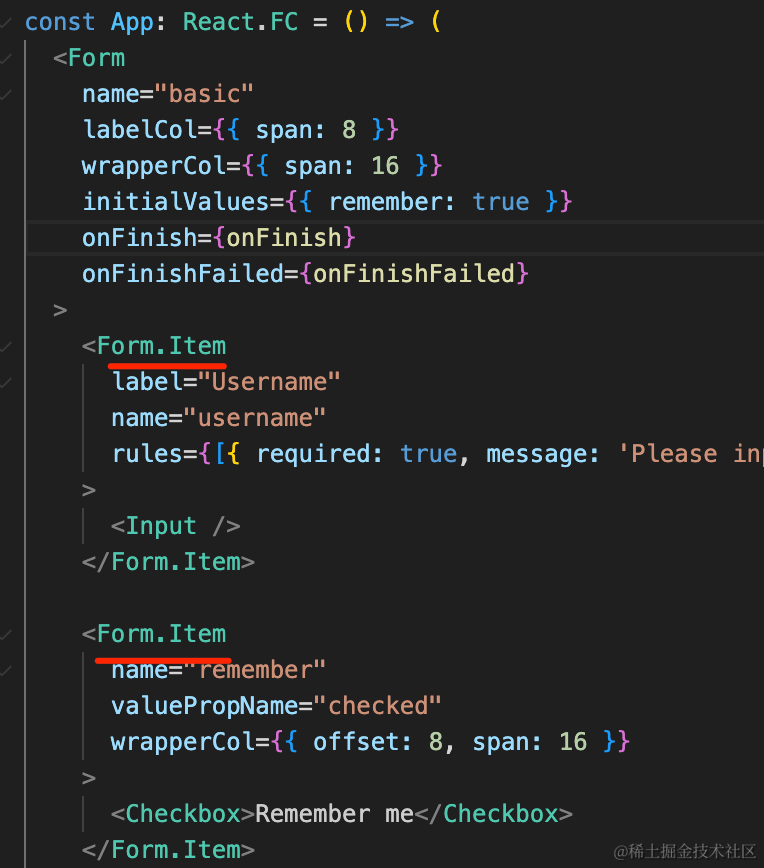 const App: React.FC = () => (
  <Form
    name="basic"
    labelCol={{ span: 8 }}
    wrapperCol={{ span: 16 }}
    initialValues={{ remember: true }}
    onFinish={onFinish}
    onFinishFailed={onFinishFailed}
  >
    <Form.Item
      label="Username"
      name="username"
      rules={[{ required: true, message: 'Please inp
    >
      <Input />
    </Form.Item>

    <Form.Item
      name="remember"
      valuePropName="checked"
      wrapperCol={{ offset: 8, span: 16 }}
    >
      <Checkbox>Remember me</Checkbox>
    </Form.Item>
@稀土掘金技术社区